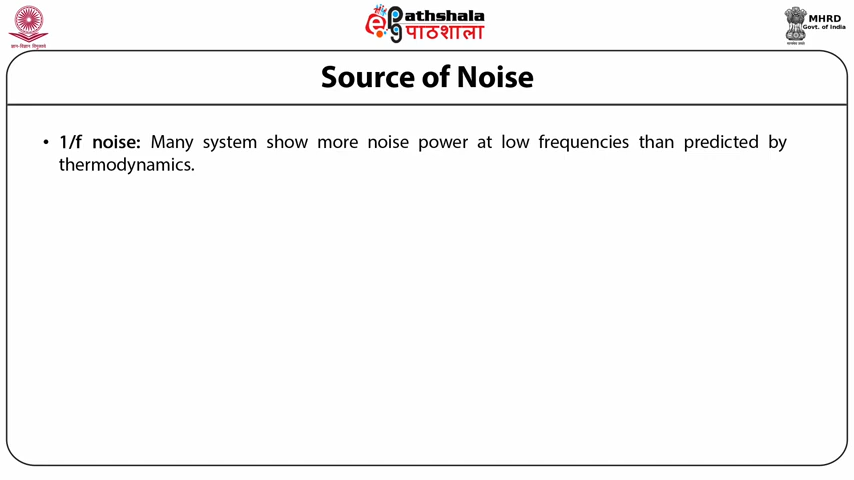 ePathshala
पाठशाला
MHRD
Govt. of India
Source of Noise
• 1/f noise: Many system show more noise power at low frequencies than predicted by
thermodynamics.